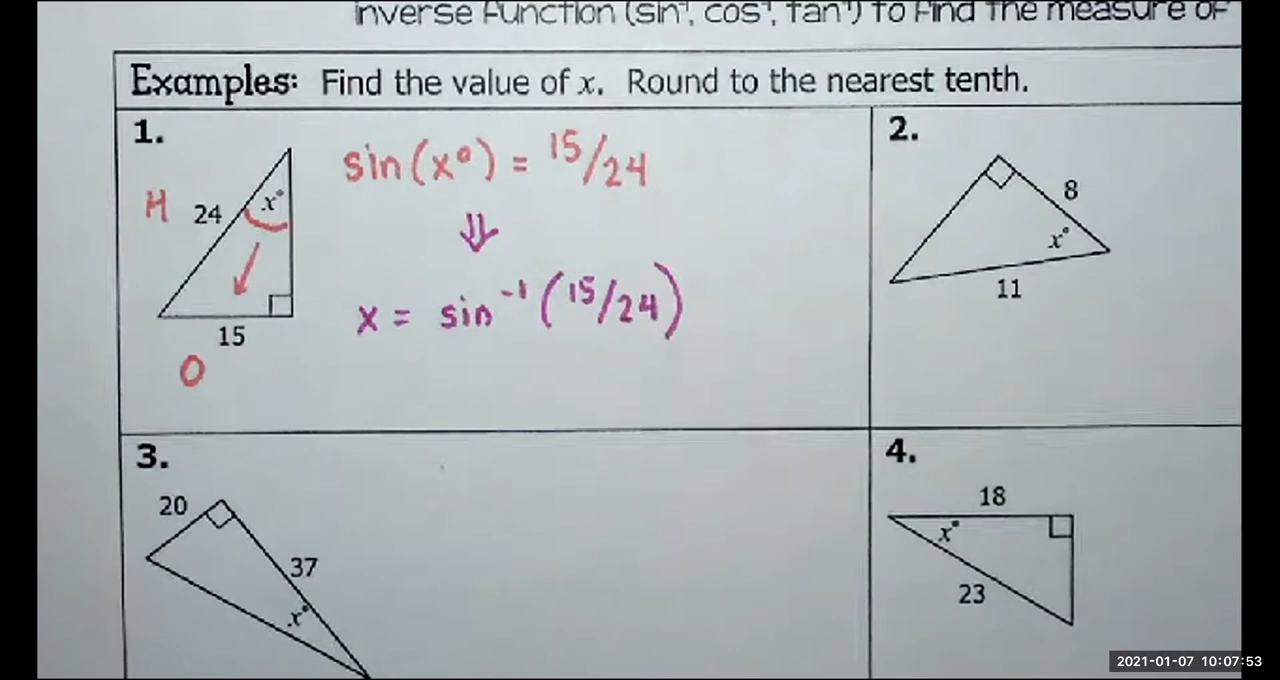 inverse function (sin⁻¹, cos⁻¹, tan⁻¹) to find the measure of
Examples: Find the value of x. Round to the nearest tenth.
1.
H
24
x°
15
O
sin(x°) = 15/24
⇓
x = sin⁻¹(15/24)
2.
8
x°
11
3.
20
37
x°
4.
18
x°
23
2021-01-07 10:07:53